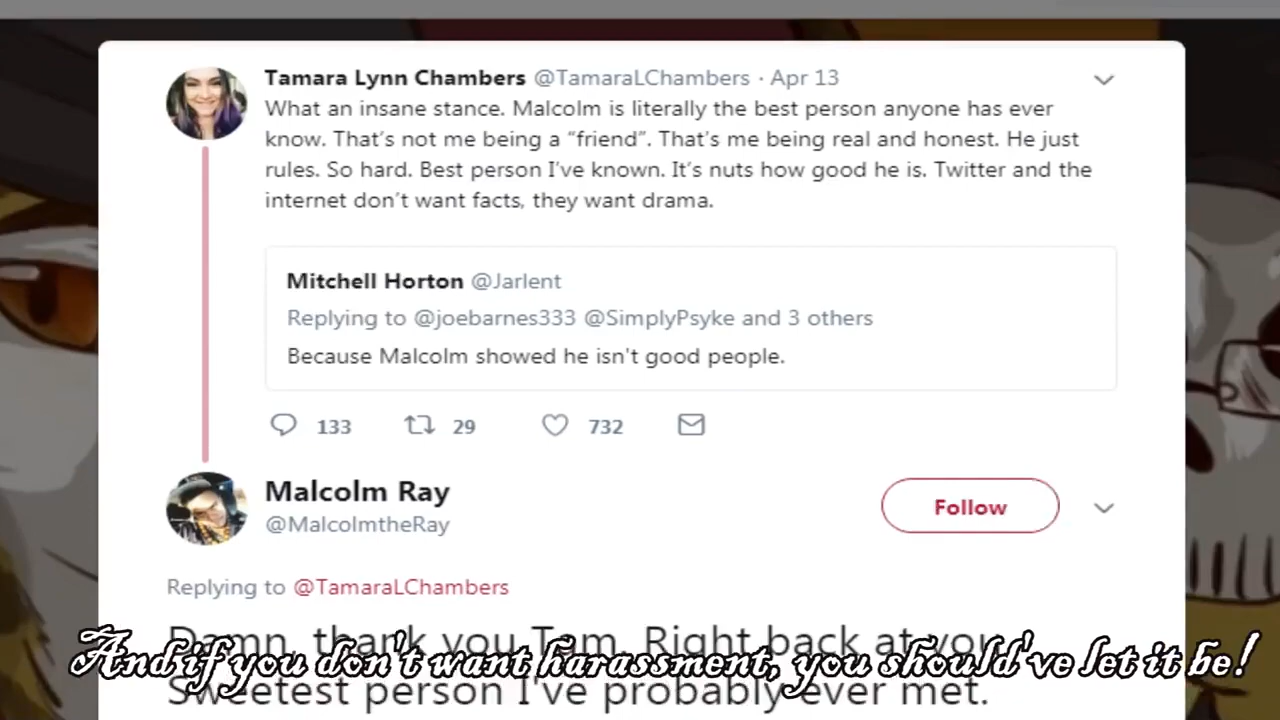 Tamara Lynn Chambers @TamaraLChambers · Apr 13
What an insane stance. Malcolm is literally the best person anyone has ever
know. That's not me being a “friend”. That's me being real and honest. He just
rules. So hard. Best person I've known. It's nuts how good he is. Twitter and the
internet don't want facts, they want drama.
Mitchell Horton @Jarlent
Replying to @joebarnes333 @SimplyPsyke and 3 others
Because Malcolm showed he isn't good people.
133 29 732
Malcolm Ray
@MalcolmtheRay
Follow
Replying to @TamaraLChambers
Damn, thank you Tam. Right back at you.
And if you don't want harassment, you should've let it be!
Sweetest person I've probably ever met.